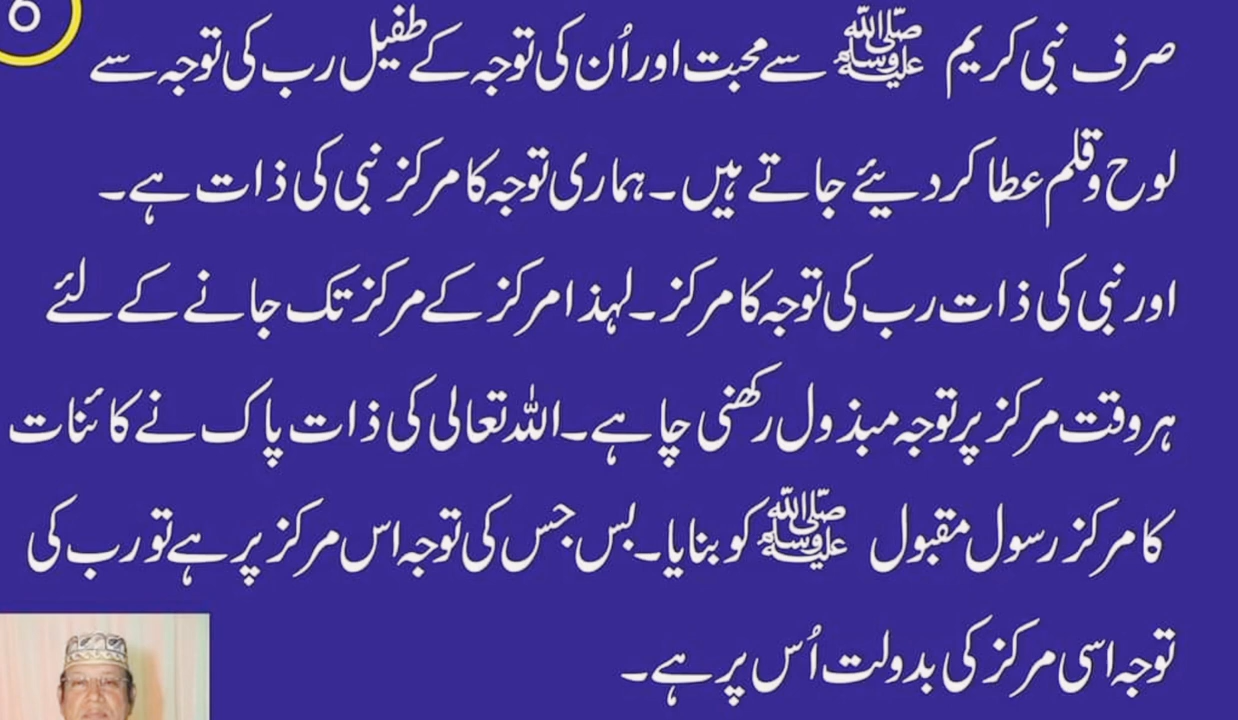 6
صرف نبی کریم ﷺ سے محبت اور اُن کی توجہ کے طفیل رب کی توجہ سے
لوح وقلم عطا کر دیئے جاتے ہیں۔ ہماری توجہ کا مرکز نبی کی ذات ہے۔
اور نبی کی ذات رب کی توجہ کا مرکز۔ لہذا مرکز کے مرکز تک جانے کے لئے
ہر وقت مرکز پر توجہ مبذول رکھنی چاہے۔ اللہ تعالی کی ذات پاک نے کائنات
کا مرکز رسول مقبول ﷺ کو بنایا۔ بس جس کی توجہ اس مرکز پر ہے تو رب کی
توجہ اسی مرکز کی بدولت اُس پر ہے۔